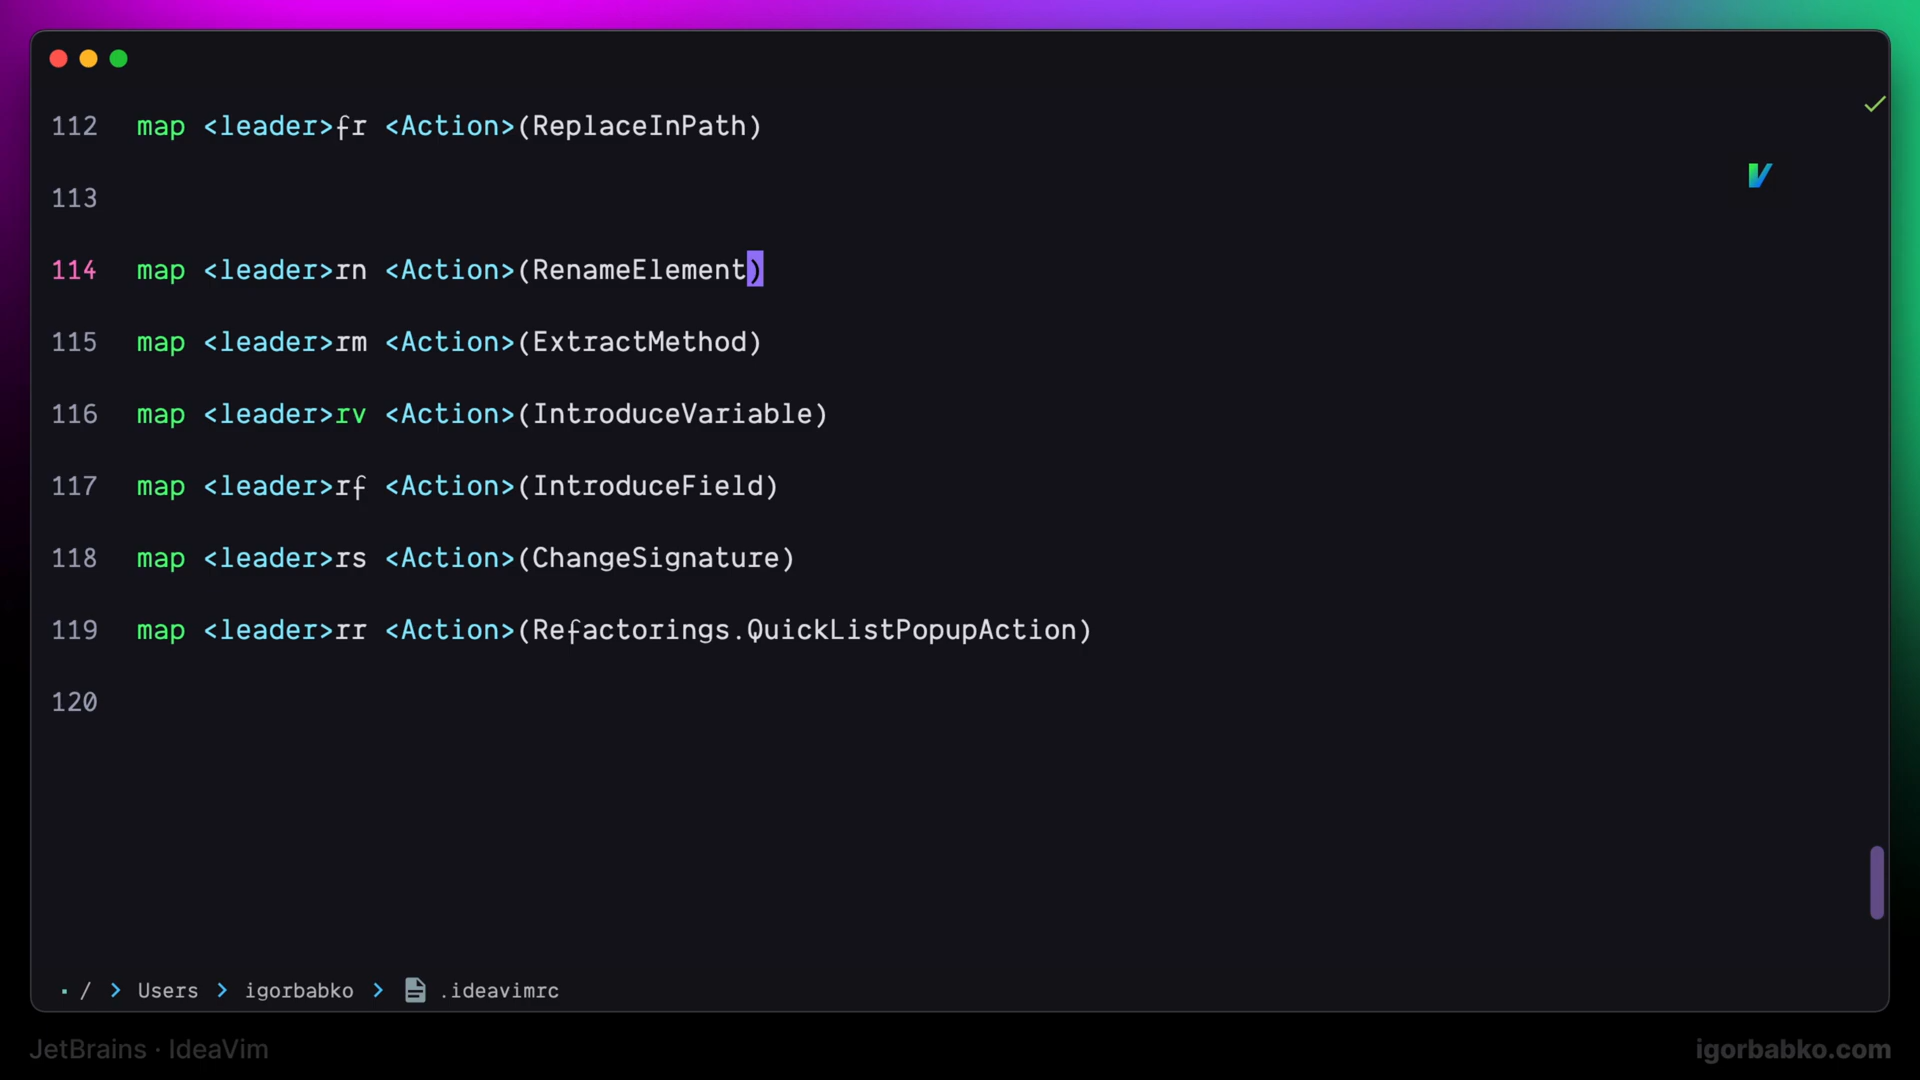 112 map <leader>fr <Action>(ReplaceInPath)
113
114 map <leader>rn <Action>(RenameElement)
115 map <leader>rm <Action>(ExtractMethod)
116 map <leader>rv <Action>(IntroduceVariable)
117 map <leader>rf <Action>(IntroduceField)
118 map <leader>rs <Action>(ChangeSignature)
119 map <leader>rr <Action>(Refactorings.QuickListPopupAction)
120
/ > Users > igorbabko > .ideavimrc
JetBrains · IdeaVim
igorbabko.com